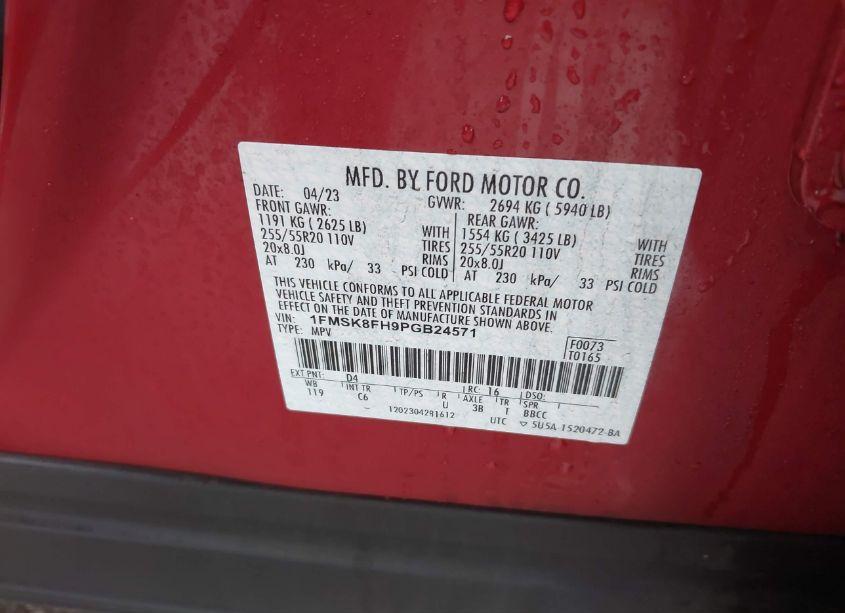 MFD. BY FORD MOTOR CO.
DATE: 04/23 GVWR: 2694 KG ( 5940 LB)
FRONT GAWR: REAR GAWR:
1191 KG ( 2625 LB) WITH 1554 KG ( 3425 LB) WITH
255/55R20 110V TIRES 255/55R20 110V TIRES
20x8.0J RIMS 20x8.0J RIMS
AT 230 kPa/ 33 PSI COLD AT 230 kPa/ 33 PSI COLD
THIS VEHICLE CONFORMS TO ALL APPLICABLE FEDERAL MOTOR
VEHICLE SAFETY AND THEFT PREVENTION STANDARDS IN
EFFECT ON THE DATE OF MANUFACTURE SHOWN ABOVE.
VIN: 1FMSK8FH9PGB24571
TYPE: MPV
F0073
T0165
EXT PNT: D4 RC: 16 DSO:
WB INT TR TP/PS R AXLE TR SPR
119 C6 U 3B T BBCC
1202304291612 UTC ▽ 5U5A-1520472-BA